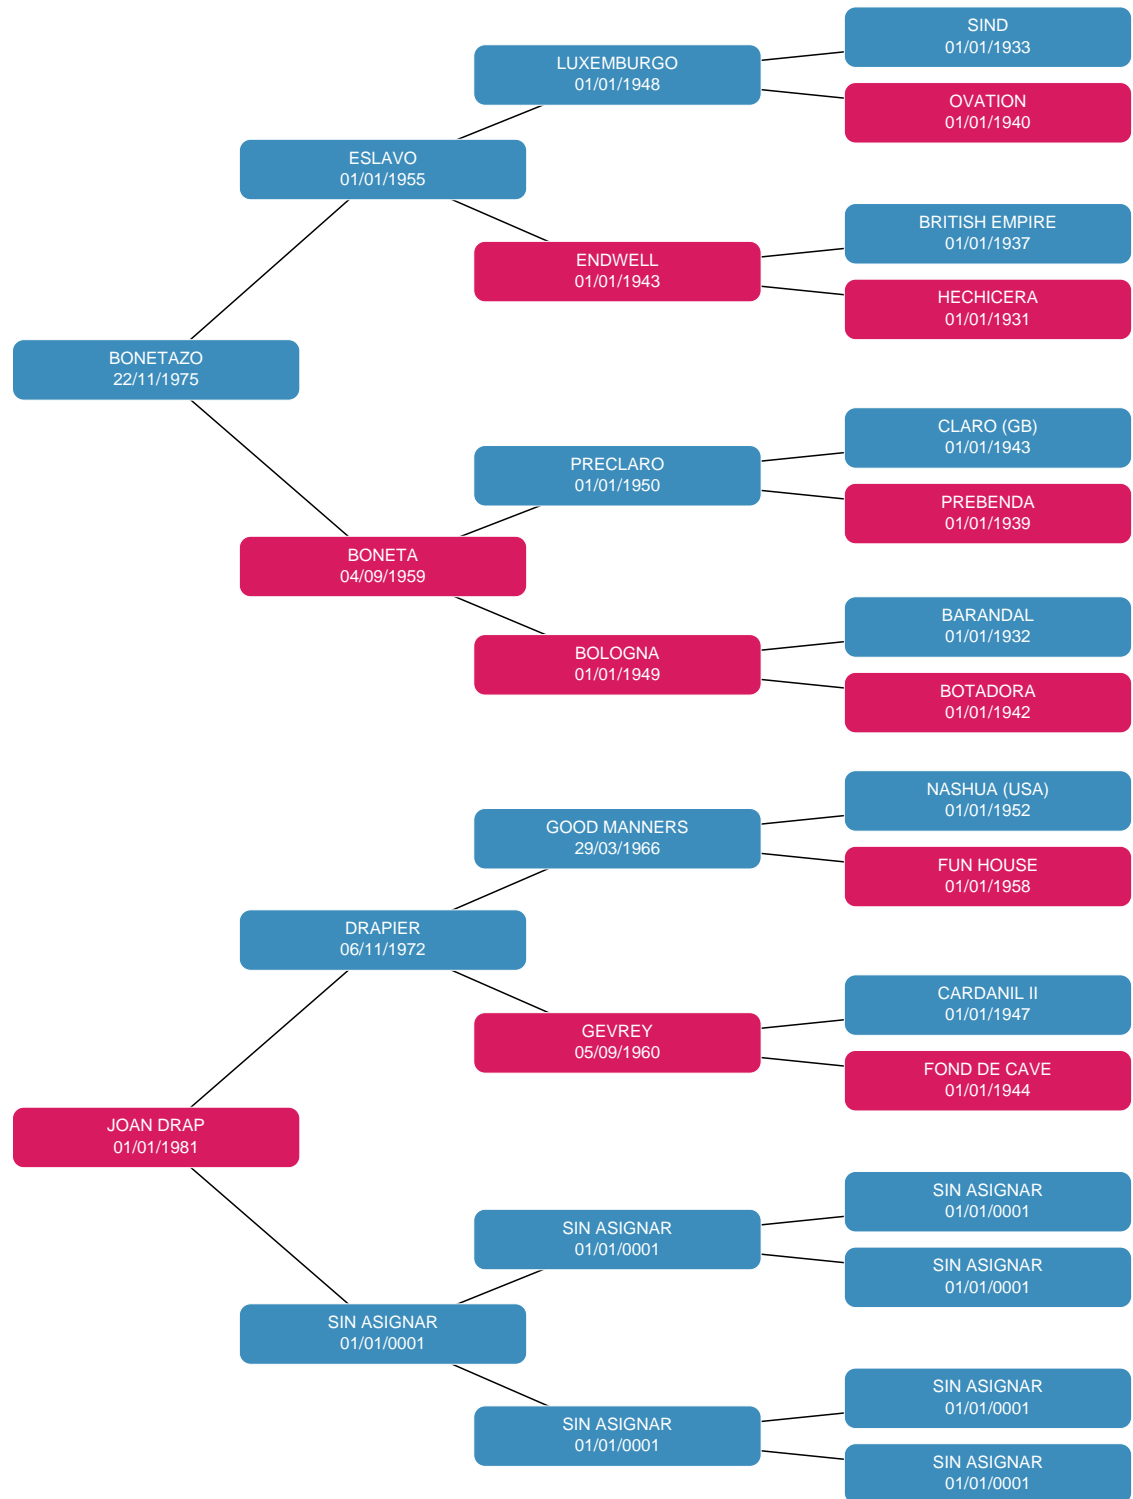 SIND
01/01/1933
LUXEMBURGO
01/01/1948
OVATION
01/01/1940
ESLAVO
01/01/1955
BRITISH EMPIRE
01/01/1937
ENDWELL
01/01/1943
HECHICERA
01/01/1931
BONETAZO
22/11/1975
CLARO (GB)
01/01/1943
PRECLARO
01/01/1950
PREBENDA
01/01/1939
BONETA
04/09/1959
BARANDAL
01/01/1932
BOLOGNA
01/01/1949
BOTADORA
01/01/1942
NASHUA (USA)
01/01/1952
GOOD MANNERS
29/03/1966
FUN HOUSE
01/01/1958
DRAPIER
06/11/1972
CARDANIL II
01/01/1947
GEVREY
05/09/1960
FOND DE CAVE
01/01/1944
JOAN DRAP
01/01/1981
SIN ASIGNAR
01/01/0001
SIN ASIGNAR
01/01/0001
SIN ASIGNAR
01/01/0001
SIN ASIGNAR
01/01/0001
SIN ASIGNAR
01/01/0001
SIN ASIGNAR
01/01/0001
SIN ASIGNAR
01/01/0001